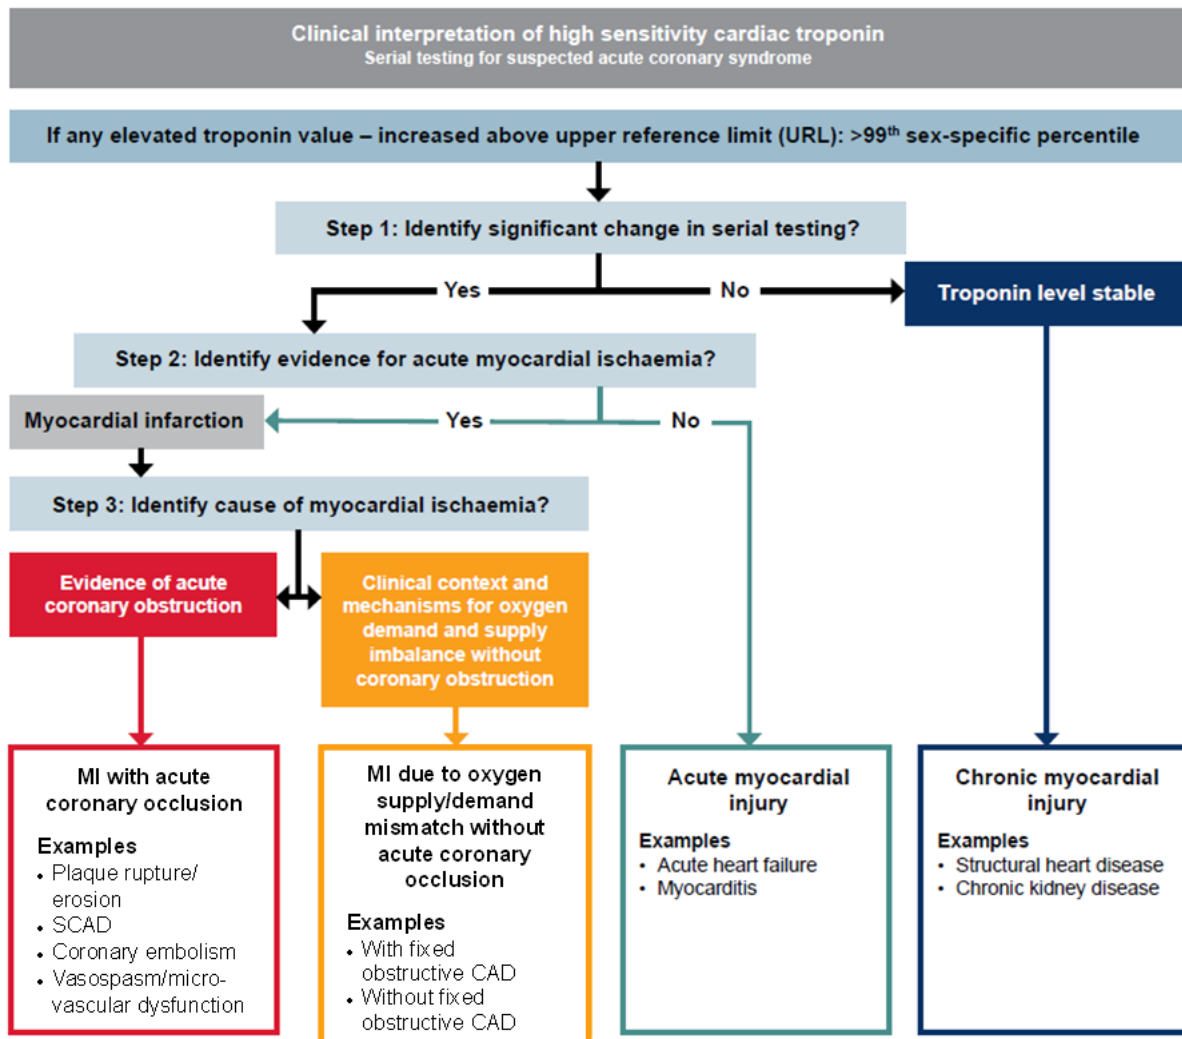 Clinical interpretation of high sensitivity cardiac troponin
Serial testing for suspected acute coronary syndrome
If any elevated troponin value – increased above upper reference limit (URL): >99th sex-specific percentile
Step 1: Identify significant change in serial testing?
Yes
No
Troponin level stable
Step 2: Identify evidence for acute myocardial ischaemia?
Myocardial infarction
Yes
No
Step 3: Identify cause of myocardial ischaemia?
Evidence of acute
coronary obstruction
Clinical context and
mechanisms for oxygen
demand and supply
imbalance without
coronary obstruction
MI with acute
coronary occlusion
Examples
• Plaque rupture/
erosion
• SCAD
• Coronary embolism
• Vasospasm/micro-
vascular dysfunction
MI due to oxygen
supply/demand
mismatch without
acute coronary
occlusion
Examples
• With fixed
obstructive CAD
• Without fixed
obstructive CAD
Acute myocardial
injury
Examples
• Acute heart failure
• Myocarditis
Chronic myocardial
injury
Examples
• Structural heart disease
• Chronic kidney disease